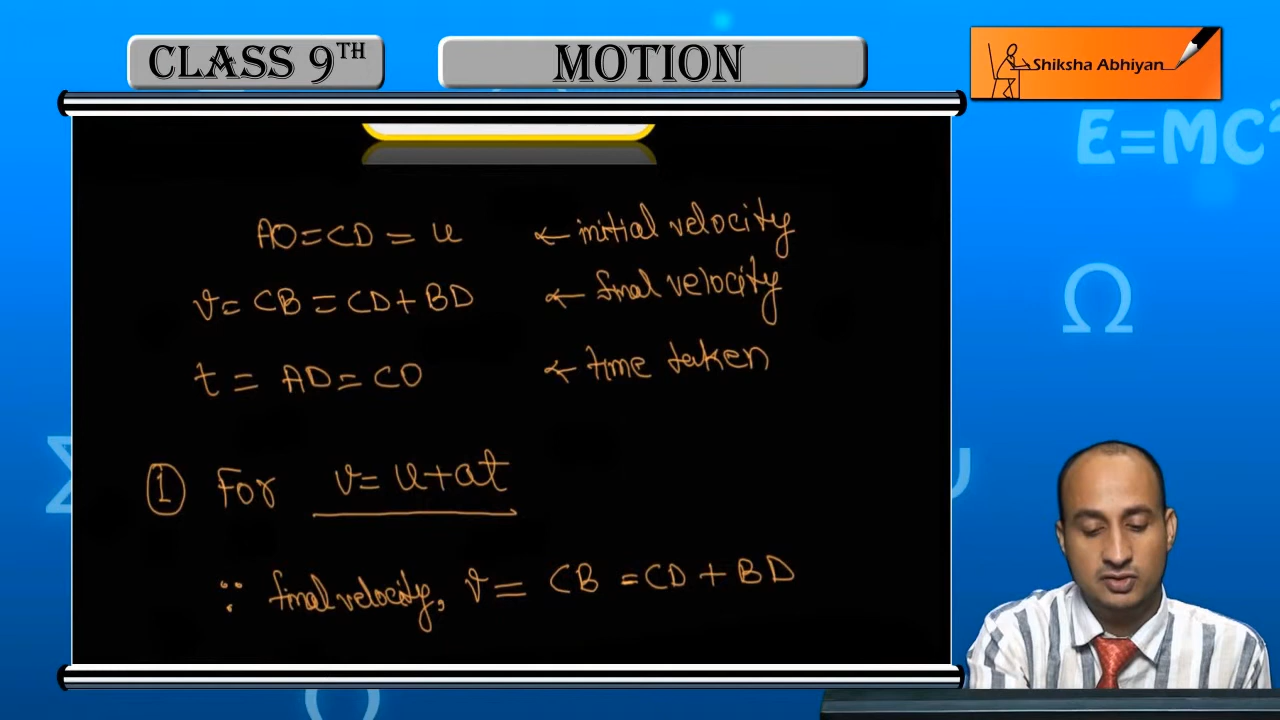 CLASS 9TH
MOTION
Shiksha Abhiyan
E=MC²
AO=CD = u ← initial velocity
v= CB = CD+BD ← final velocity
t = AD=CO ← time taken
Ω
① For v= u+at
∵ final velocity, v= CB =CD+BD